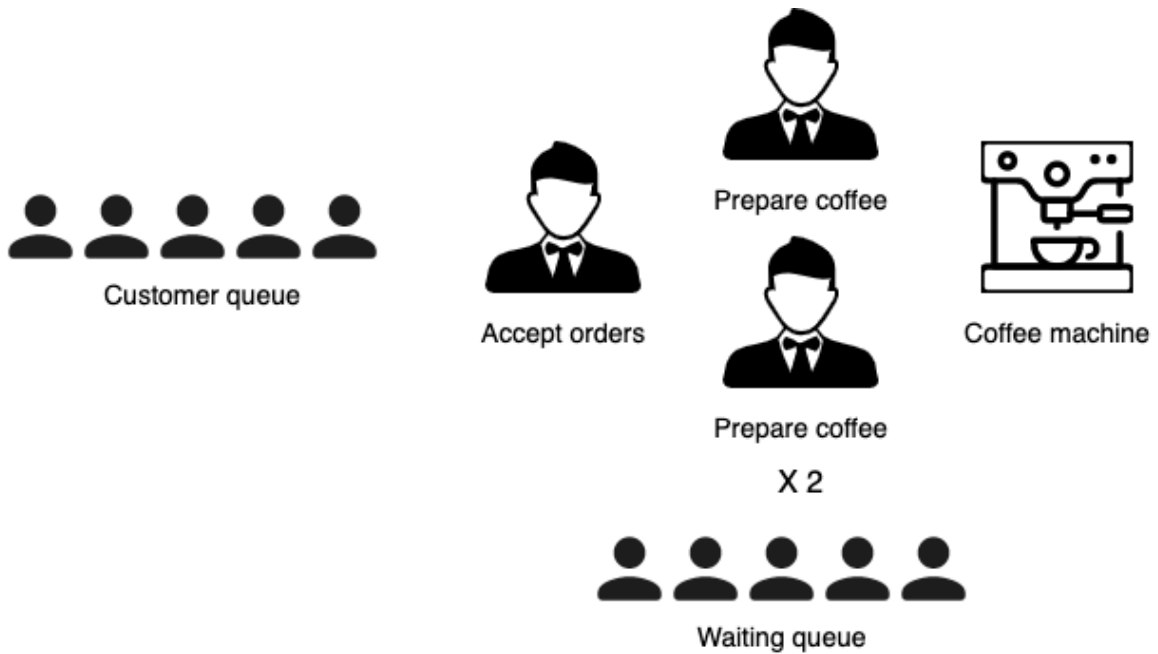 Prepare coffee
Customer queue
Accept orders
Coffee machine
Prepare coffee
X 2
Waiting queue